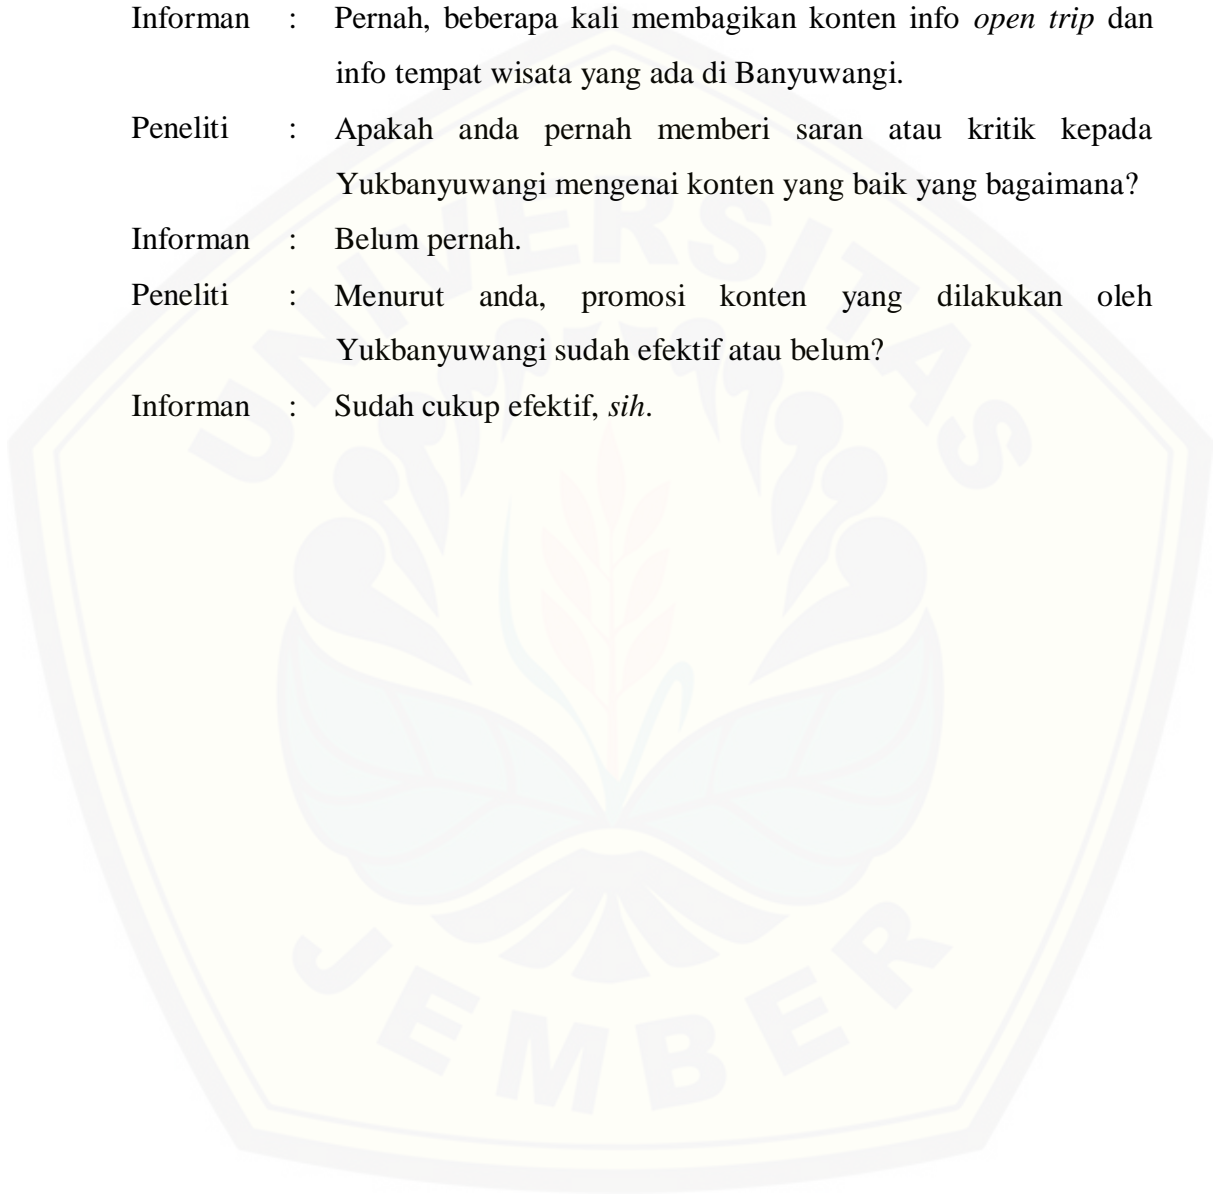 Informan : Pernah, beberapa kali membagikan konten info open trip dan
info tempat wisata yang ada di Banyuwangi.
Peneliti : Apakah anda pernah memberi saran atau kritik kepada
Yukbanyuwangi mengenai konten yang baik yang bagaimana?
Informan : Belum pernah.
Peneliti : Menurut anda, promosi konten yang dilakukan oleh
Yukbanyuwangi sudah efektif atau belum?
Informan : Sudah cukup efektif, sih.
UNIVERSITAS
JEMBER